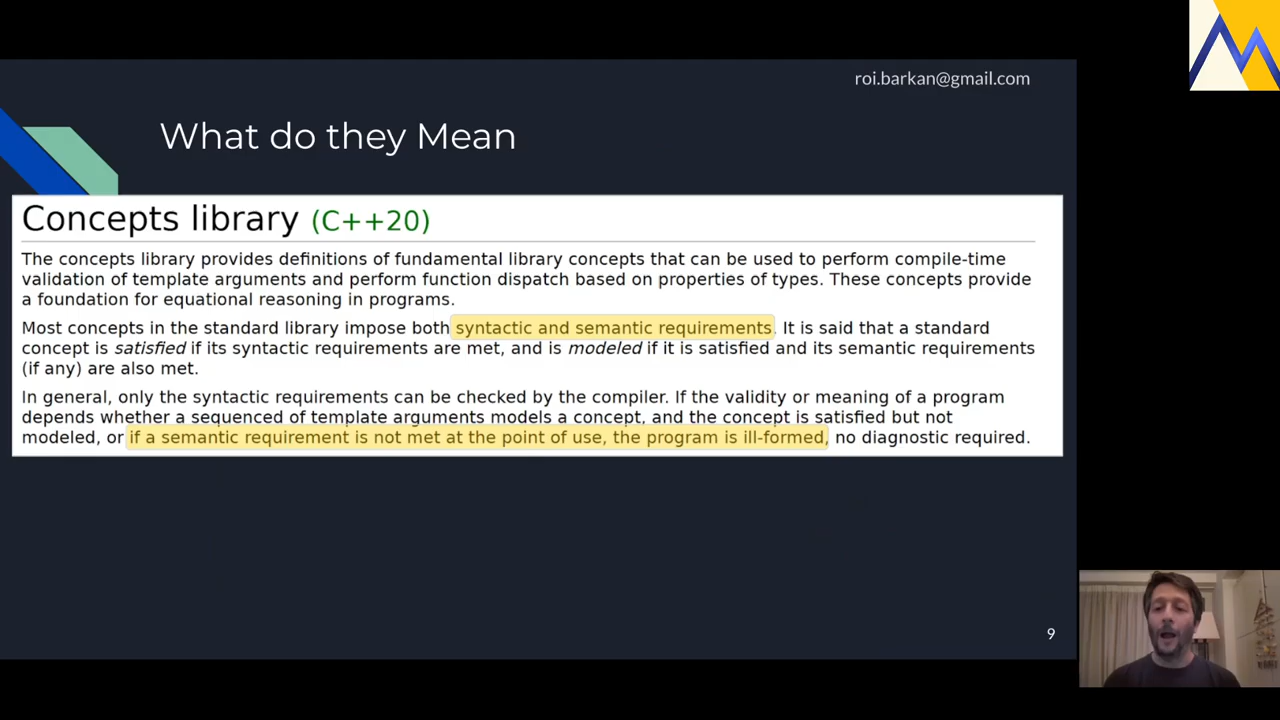 roi.barkan@gmail.com
What do they Mean
Concepts library (C++20)
The concepts library provides definitions of fundamental library concepts that can be used to perform compile-time
validation of template arguments and perform function dispatch based on properties of types. These concepts provide
a foundation for equational reasoning in programs.
Most concepts in the standard library impose both syntactic and semantic requirements. It is said that a standard
concept is satisfied if its syntactic requirements are met, and is modeled if it is satisfied and its semantic requirements
(if any) are also met.
In general, only the syntactic requirements can be checked by the compiler. If the validity or meaning of a program
depends whether a sequenced of template arguments models a concept, and the concept is satisfied but not
modeled, or if a semantic requirement is not met at the point of use, the program is ill-formed, no diagnostic required.
9